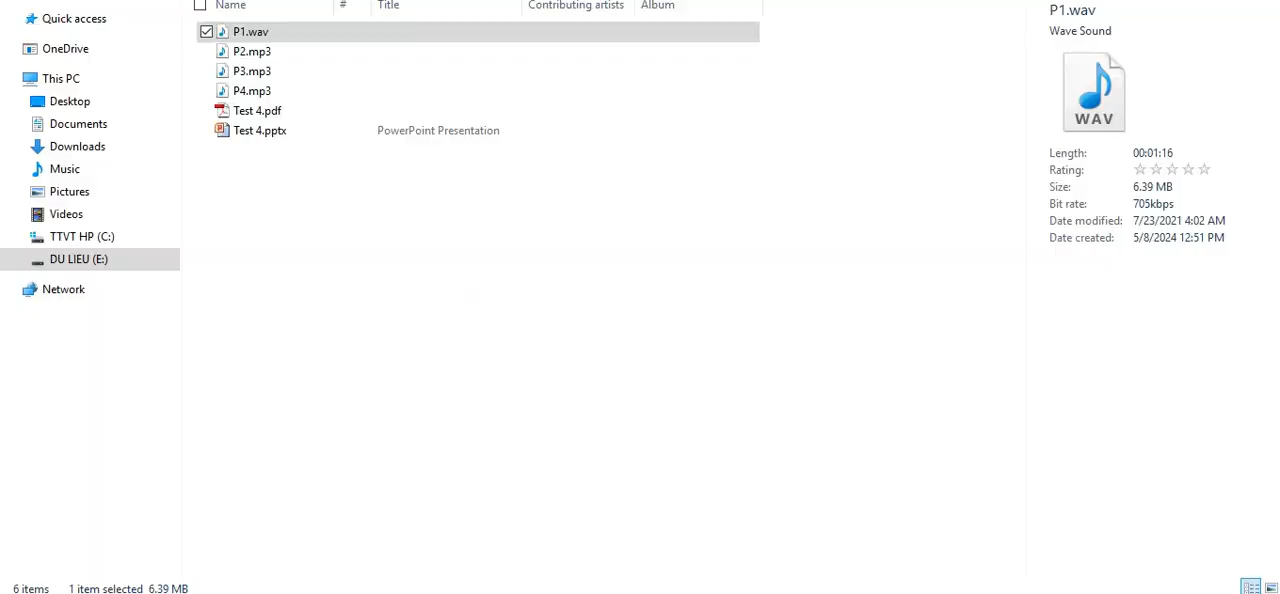 Quick access
OneDrive
This PC
Desktop
Documents
Downloads
Music
Pictures
Videos
TTVT HP (C:)
DU LIEU (E:)
Network
Name # Title Contributing artists Album
P1.wav
P2.mp3
P3.mp3
P4.mp3
Test 4.pdf
Test 4.pptx PowerPoint Presentation
P1.wav
Wave Sound
WAV
Length: 00:01:16
Rating:
Size: 6.39 MB
Bit rate: 705kbps
Date modified: 7/23/2021 4:02 AM
Date created: 5/8/2024 12:51 PM
6 items 1 item selected 6.39 MB